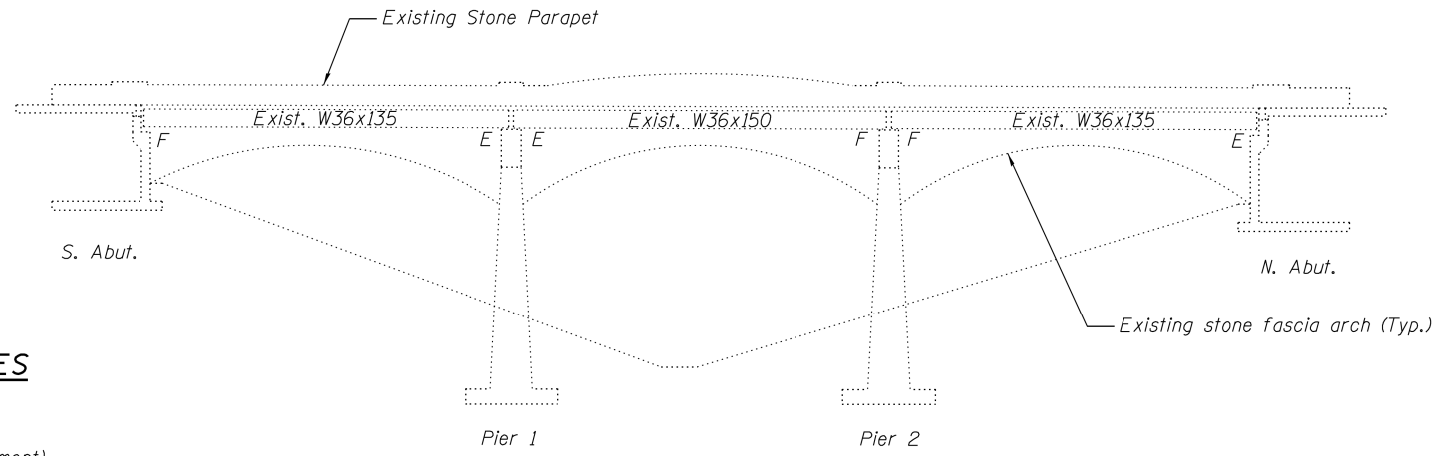 Existing Stone Parapet
Exist. W36x135
Exist. W36x150
Exist. W36x135
F
E
E
F
F
E
S. Abut.
N. Abut.
Existing stone fascia arch (Typ.)
ES
Pier 1
Pier 2